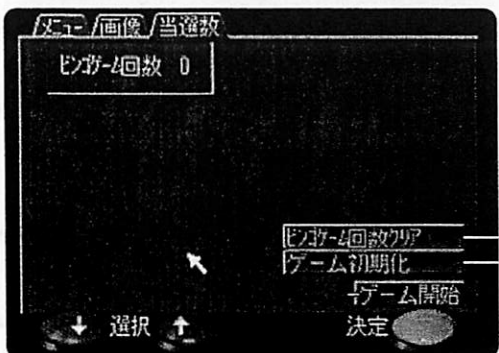 メニュー 画像 当選数
ビンゴゲーム回数 0
ビンゴゲーム回数クリア
ゲーム初期化
ゲーム開始
選択 決定